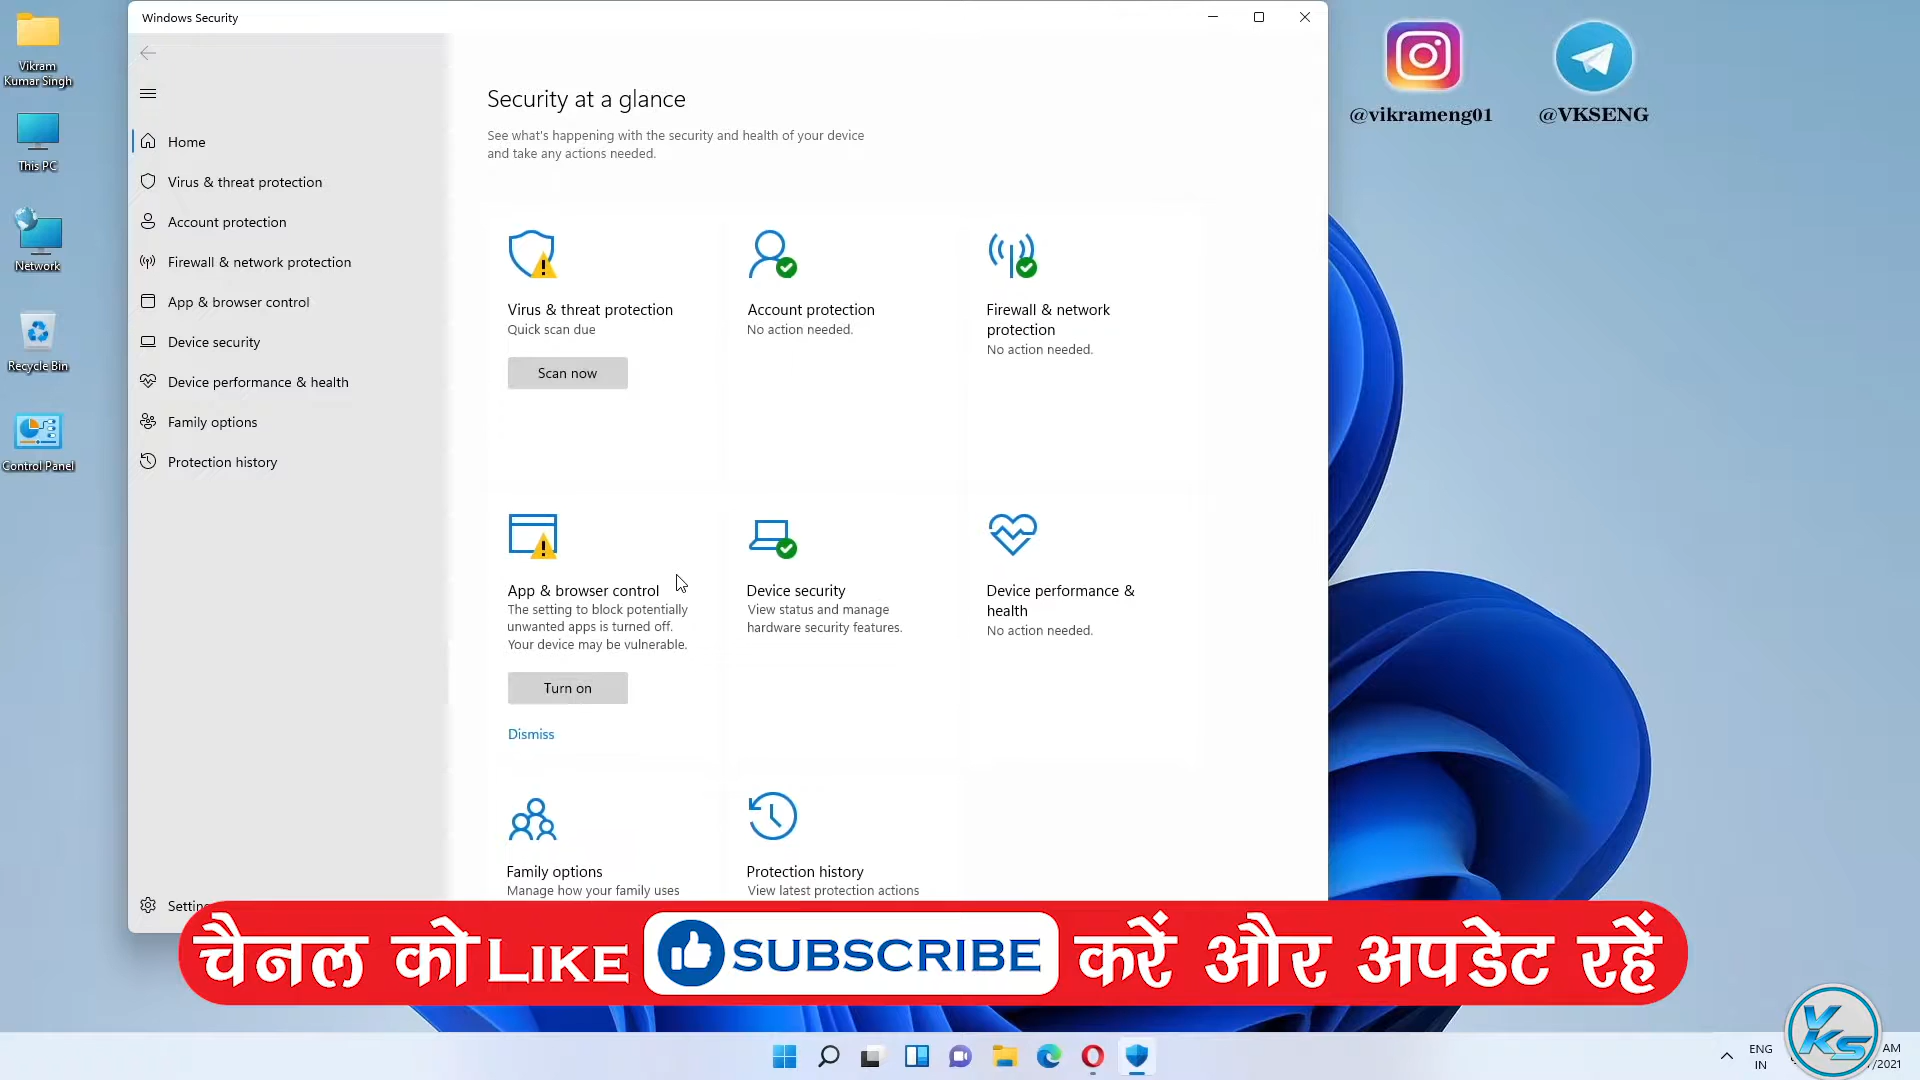 Windows Security
Vikram
Kumar Singh
This PC
Network
Recycle Bin
Control Panel
Home
Virus & threat protection
Account protection
Firewall & network protection
App & browser control
Device security
Device performance & health
Family options
Protection history
Security at a glance
See what's happening with the security and health of your device
and take any actions needed.
Virus & threat protection
Quick scan due
Scan now
Account protection
No action needed.
Firewall & network
protection
No action needed.
App & browser control
The setting to block potentially
unwanted apps is turned off.
Your device may be vulnerable.
Turn on
Dismiss
Device security
View status and manage
hardware security features.
Device performance &
health
No action needed.
Family options
Manage how your family uses
Protection history
View latest protection actions
@vikrameng01
@VKSENG
चैनल को LIKE SUBSCRIBE करें और अपडेट रहें
ENG
IN
AM
/2021
VKS